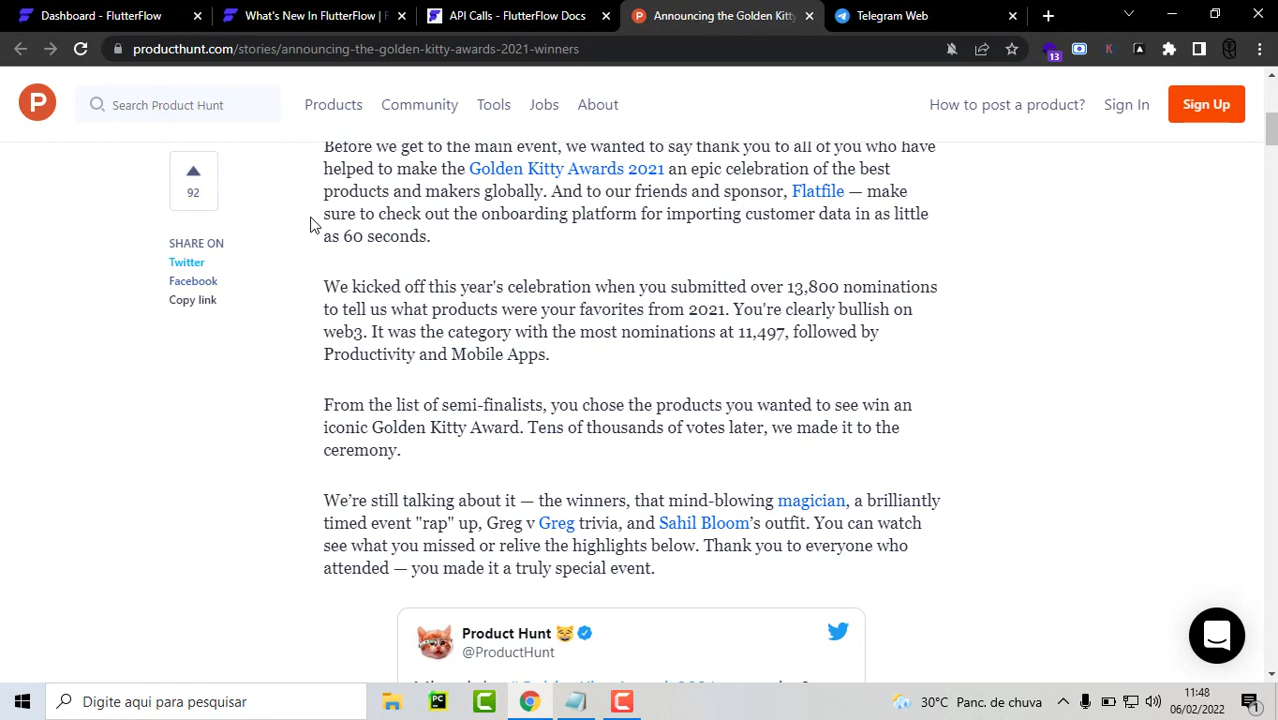 Dashboard - FlutterFlow
What's New In FlutterFlow |
API Calls - FlutterFlow Docs
Announcing the Golden Kitty
Telegram Web
producthunt.com/stories/announcing-the-golden-kitty-awards-2021-winners
13
K
P
Search Product Hunt
Products
Community
Tools
Jobs
About
How to post a product?
Sign In
Sign Up
92
SHARE ON
Twitter
Facebook
Copy link
Before we get to the main event, we wanted to say thank you to all of you who have
helped to make the Golden Kitty Awards 2021 an epic celebration of the best
products and makers globally. And to our friends and sponsor, Flatfile — make
sure to check out the onboarding platform for importing customer data in as little
as 60 seconds.
We kicked off this year's celebration when you submitted over 13,800 nominations
to tell us what products were your favorites from 2021. You're clearly bullish on
web3. It was the category with the most nominations at 11,497, followed by
Productivity and Mobile Apps.
From the list of semi-finalists, you chose the products you wanted to see win an
iconic Golden Kitty Award. Tens of thousands of votes later, we made it to the
ceremony.
We’re still talking about it — the winners, that mind-blowing magician, a brilliantly
timed event "rap" up, Greg v Greg trivia, and Sahil Bloom’s outfit. You can watch
see what you missed or relive the highlights below. Thank you to everyone who
attended — you made it a truly special event.
Product Hunt
@ProductHunt
Digite aqui para pesquisar
PC
30°C Panc. de chuva
11:48
06/02/2022
1